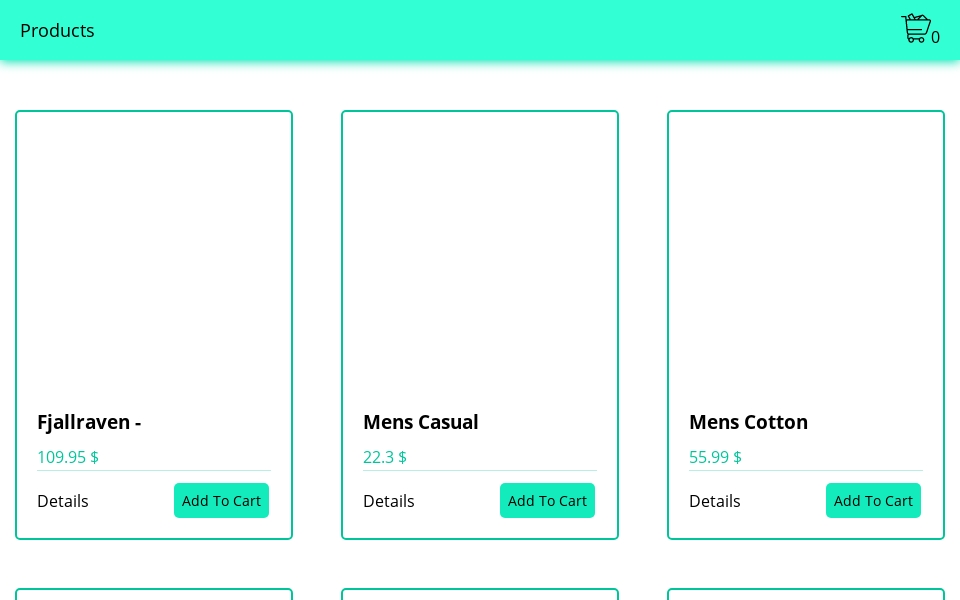 Products
0
Fjallraven -
109.95 $
Details
Add To Cart
Mens Casual
22.3 $
Details
Add To Cart
Mens Cotton
55.99 $
Details
Add To Cart